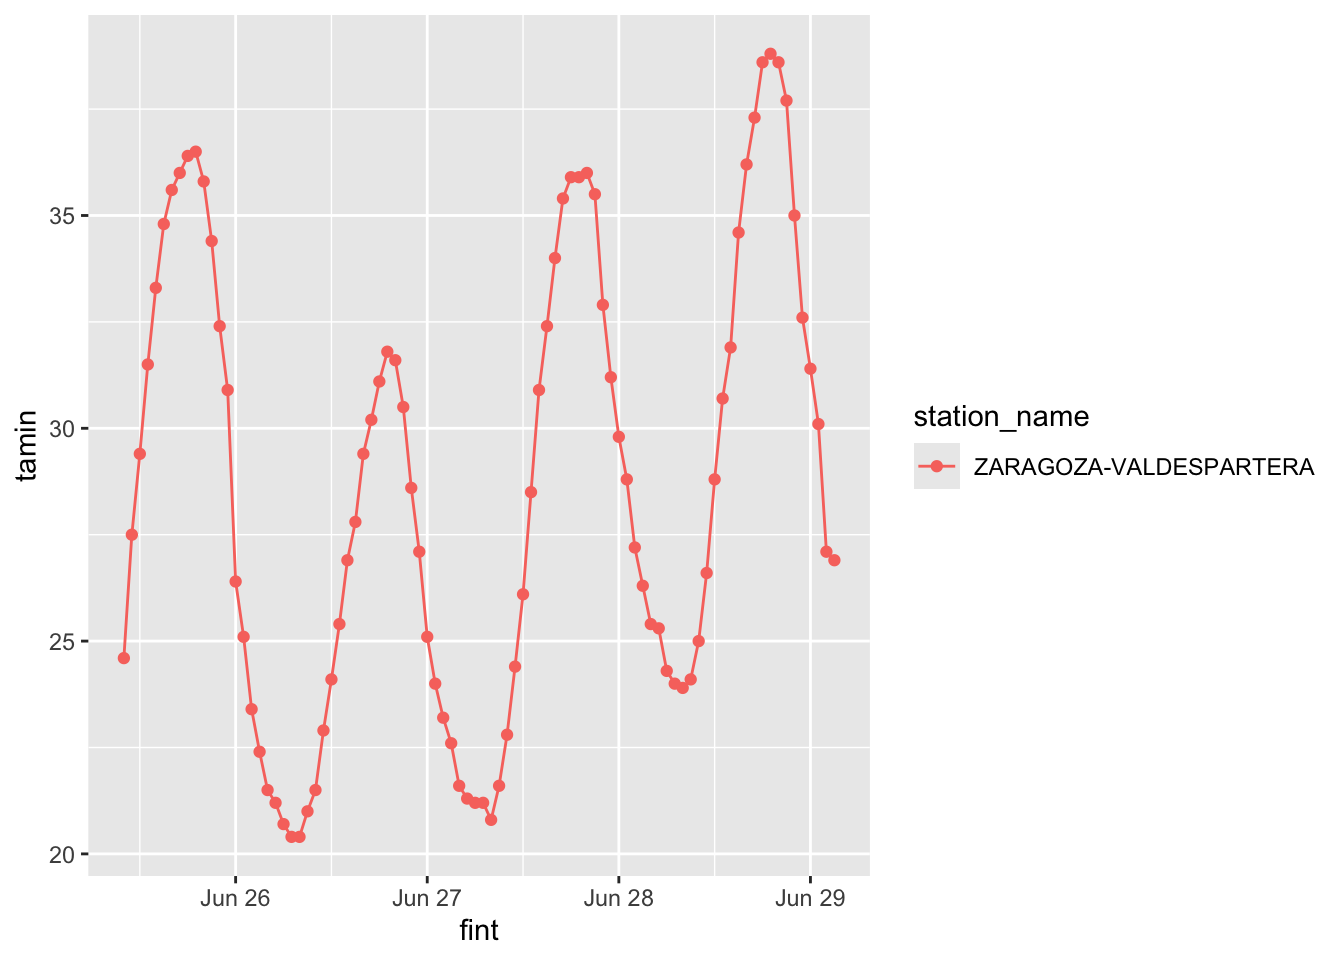 35
30
25
20
tamin
Jun 26
Jun 27
Jun 28
Jun 29
fint
station_name
ZARAGOZA-VALDESPARTERA